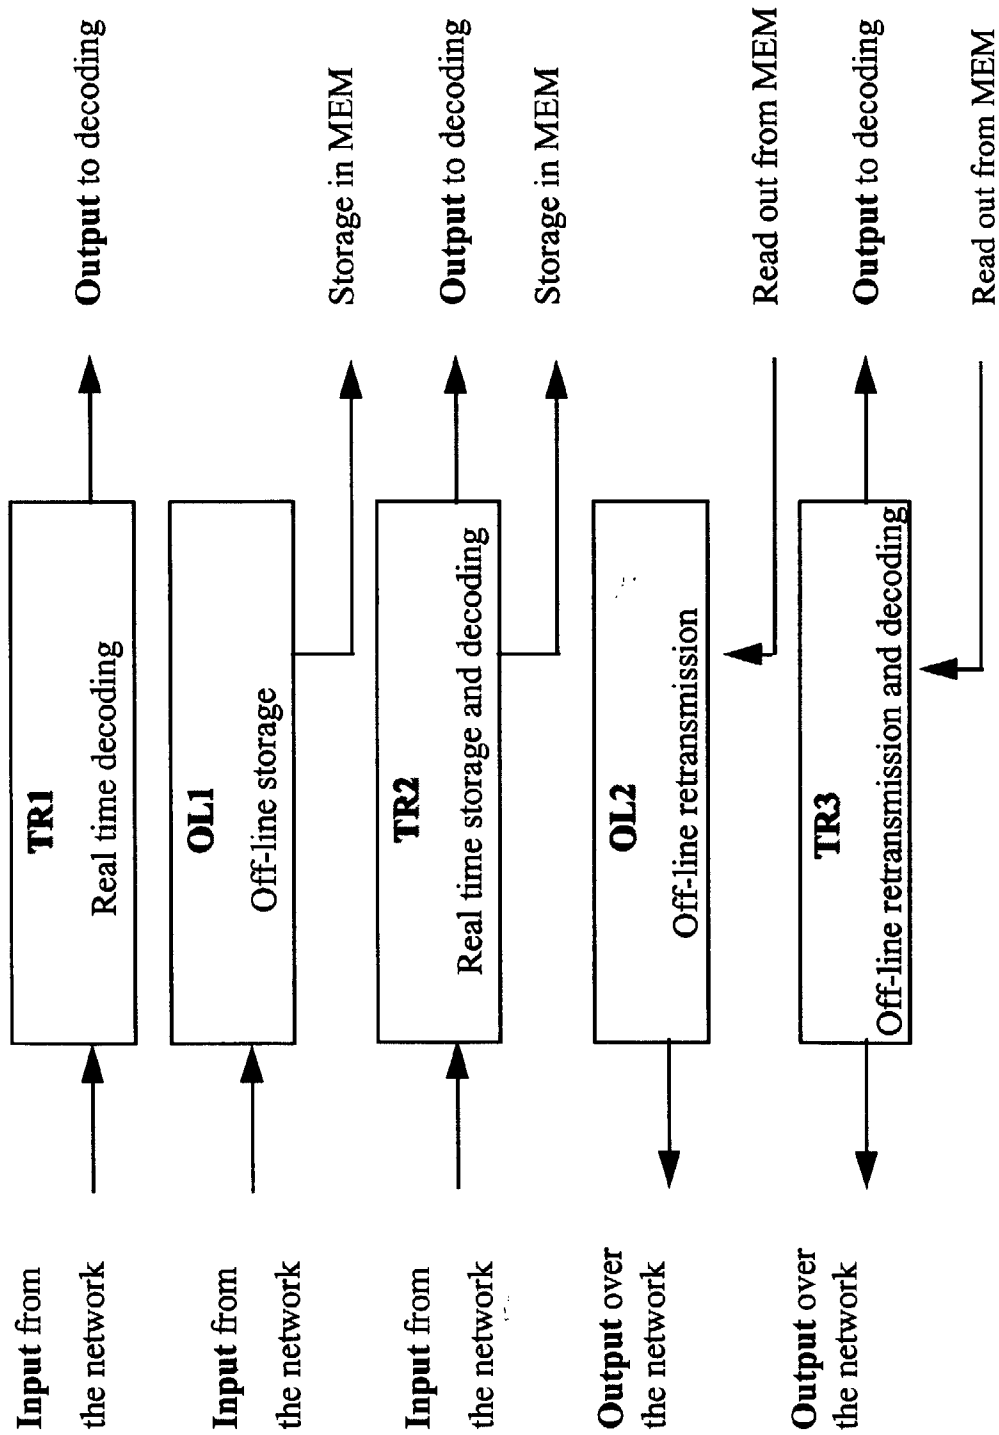 Input from
the network
TR1
Real time decoding
Output to decoding
Input from
the network
OL1
Off-line storage
Storage in MEM
Input from
the network
TR2
Real time storage and decoding
Output to decoding
Storage in MEM
Output over
the network
OL2
Off-line retransmission
Read out from MEM
Output over
the network
TR3
Off-line retransmission and decoding
Output to decoding
Read out from MEM